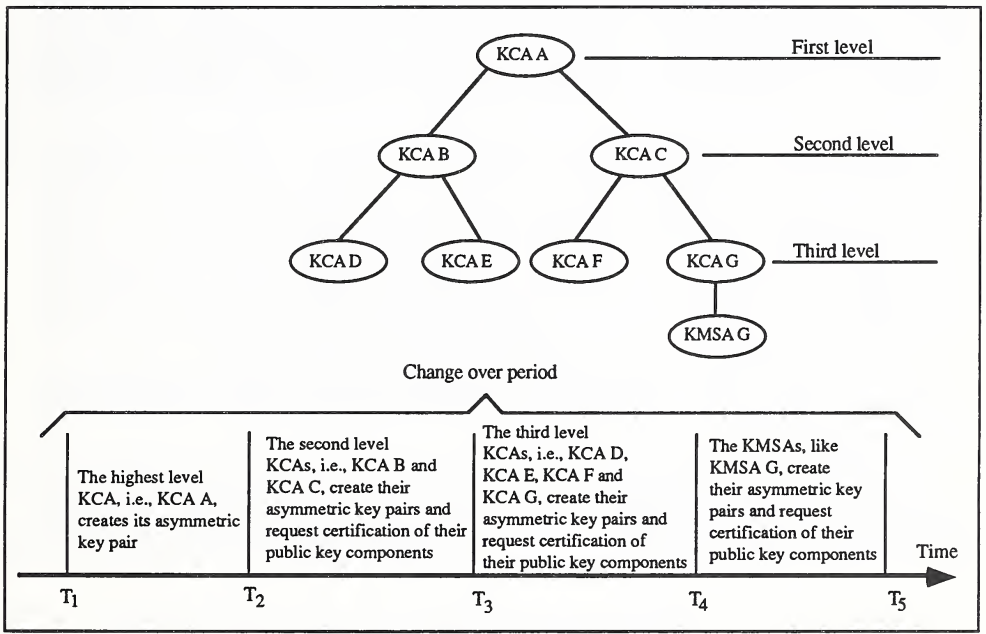 KCA A
First level
KCA B
KCA C
Second level
KCA D
KCA E
KCA F
KCA G
Third level
KMSA G
Change over period
The highest level
KCA, i.e., KCA A,
creates its asymmetric
key pair
The second level
KCAs, i.e., KCA B and
KCA C, create their
asymmetric key pairs and
request certification of their
public key components
The third level
KCAs, i.e., KCA D,
KCA E, KCA F and
KCA G, create their
asymmetric key pairs and
request certification of
their public key components
The KMSAs, like
KMSA G, create
their asymmetric key
pairs and request
certification of their
public key components
Time
T1
T2
T3
T4
T5